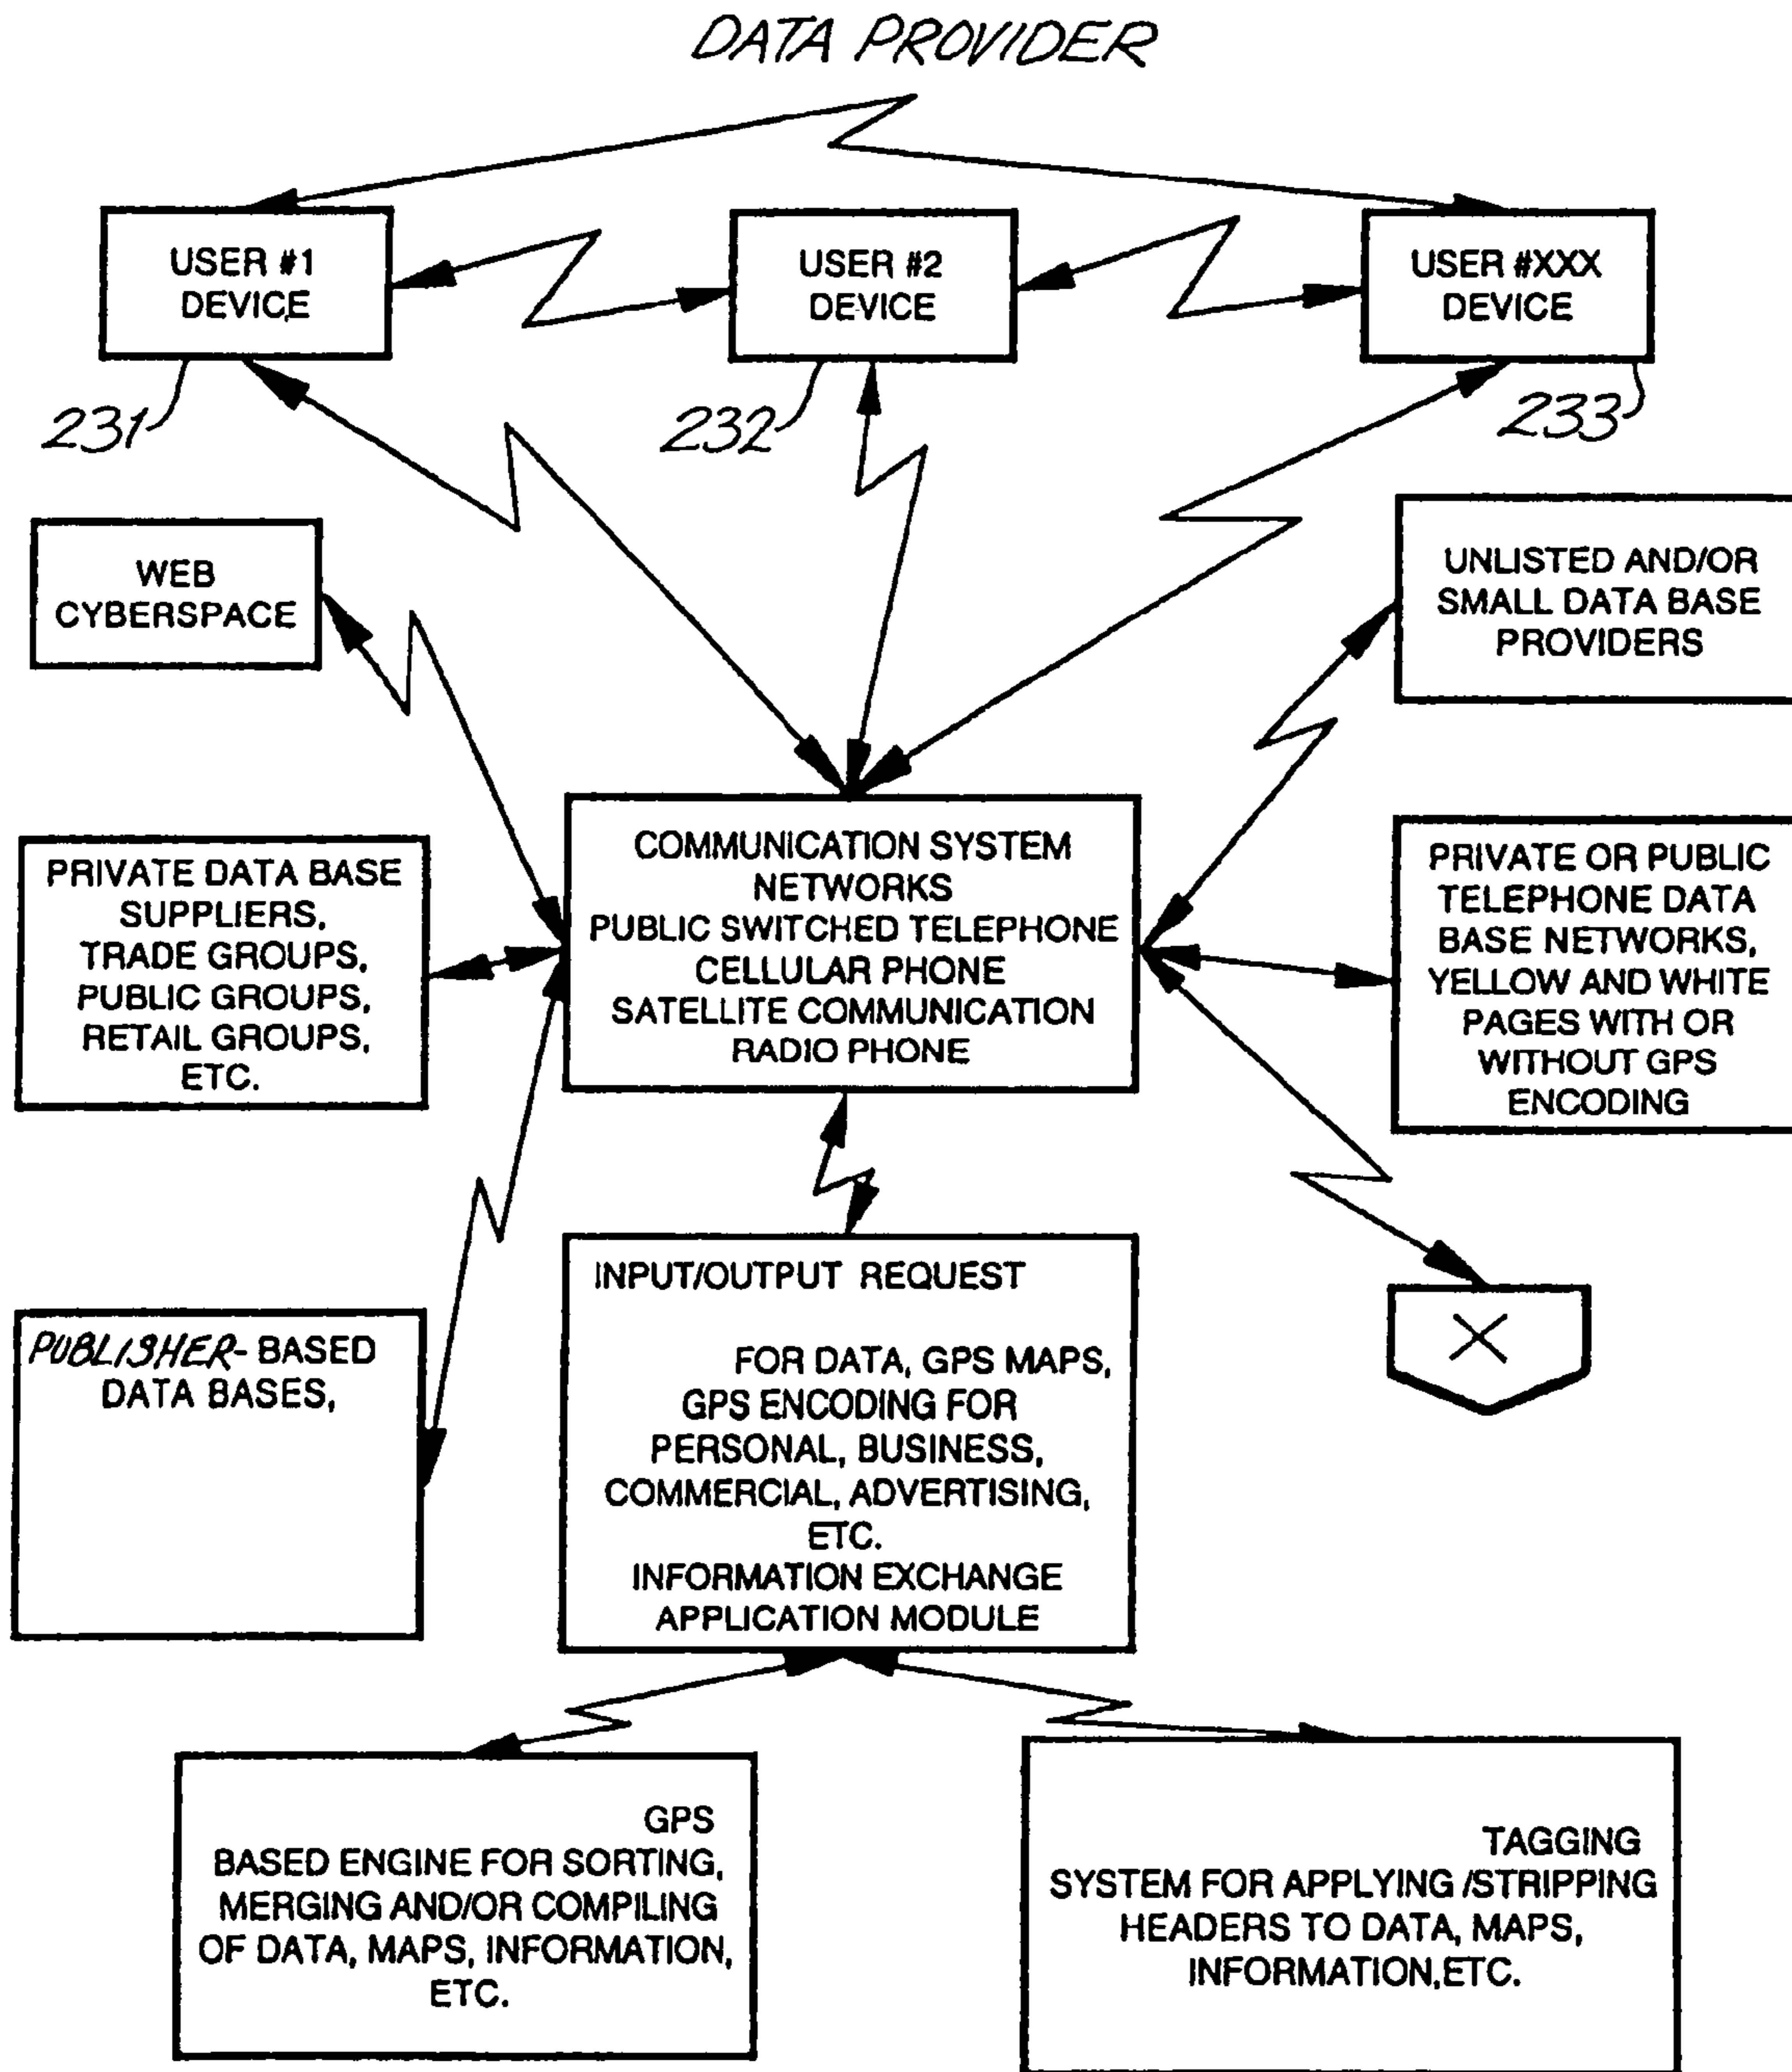 DATA PROVIDER
USER #1
DEVICE
USER #2
DEVICE
USER #XXX
DEVICE
231
232
233
WEB
CYBERSPACE
UNLISTED AND/OR
SMALL DATA BASE
PROVIDERS
PRIVATE DATA BASE
SUPPLIERS,
TRADE GROUPS,
PUBLIC GROUPS,
RETAIL GROUPS,
ETC.
COMMUNICATION SYSTEM
NETWORKS
PUBLIC SWITCHED TELEPHONE
CELLULAR PHONE
SATELLITE COMMUNICATION
RADIO PHONE
PRIVATE OR PUBLIC
TELEPHONE DATA
BASE NETWORKS,
YELLOW AND WHITE
PAGES WITH OR
WITHOUT GPS
ENCODING
PUBLISHER- BASED
DATA BASES,
INPUT/OUTPUT REQUEST
FOR DATA, GPS MAPS,
GPS ENCODING FOR
PERSONAL, BUSINESS,
COMMERCIAL, ADVERTISING,
ETC.
INFORMATION EXCHANGE
APPLICATION MODULE
X
GPS
BASED ENGINE FOR SORTING,
MERGING AND/OR COMPILING
OF DATA, MAPS, INFORMATION,
ETC.
TAGGING
SYSTEM FOR APPLYING /STRIPPING
HEADERS TO DATA, MAPS,
INFORMATION,ETC.